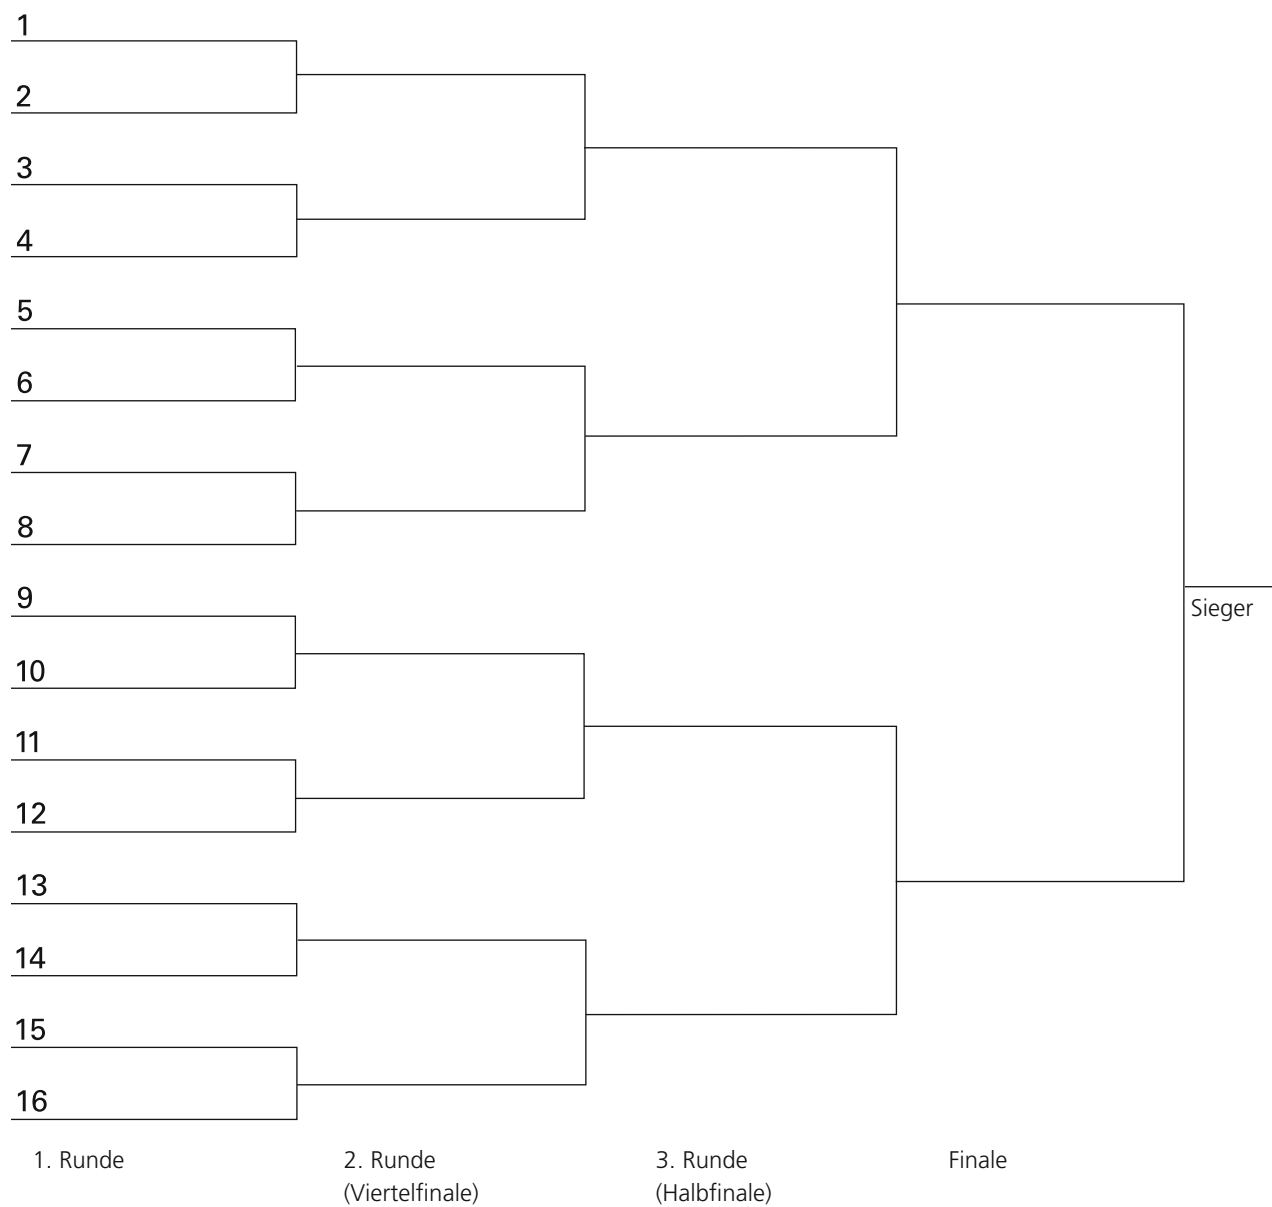 1
2
3
4
5
6
7
8
9
10
11
12
13
14
15
16
Sieger
1. Runde
2. Runde
(Viertelfinale)
3. Runde
(Halbfinale)
Finale